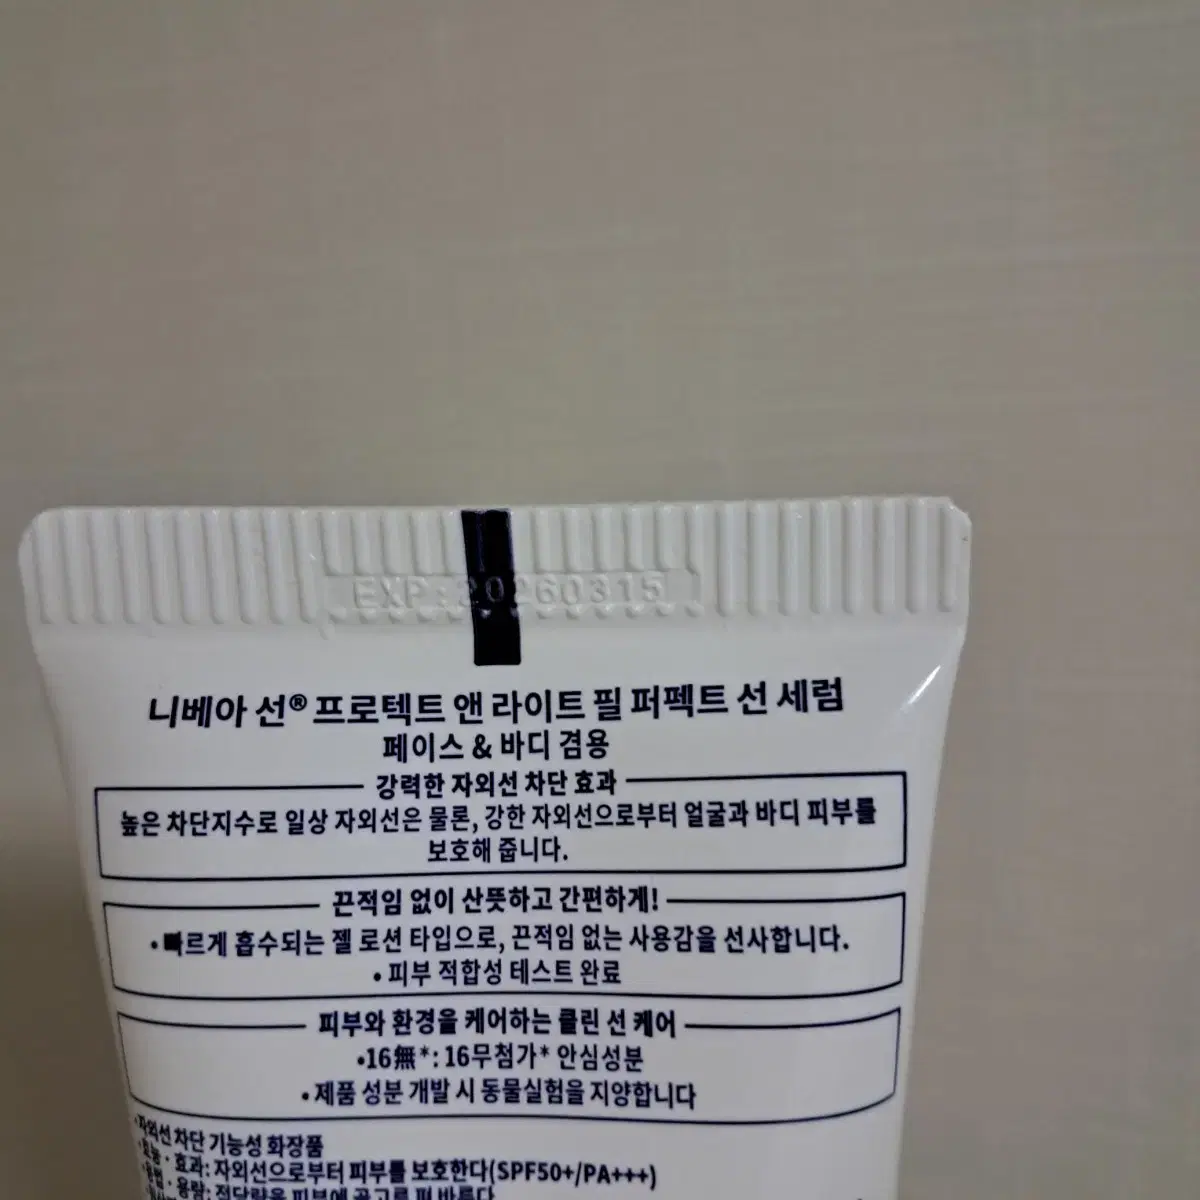 EXP:20260315
니베아 선® 프로텍트 앤 라이트 필 퍼펙트 선 세럼
페이스 & 바디 겸용
강력한 자외선 차단 효과
높은 차단지수로 일상 자외선은 물론, 강한 자외선으로부터 얼굴과 바디 피부를
보호해 줍니다.
끈적임 없이 산뜻하고 간편하게!
• 빠르게 흡수되는 젤 로션 타입으로, 끈적임 없는 사용감을 선사합니다.
• 피부 적합성 테스트 완료
피부와 환경을 케어하는 클린 선 케어
•16無*: 16무첨가* 안심성분
• 제품 성분 개발 시 동물실험을 지양합니다
•자외선 차단 기능성 화장품
•효능·효과: 자외선으로부터 피부를 보호한다(SPF50+/PA+++)
•용법·용량: 적당량을 피부에 골고루 펴 바른다